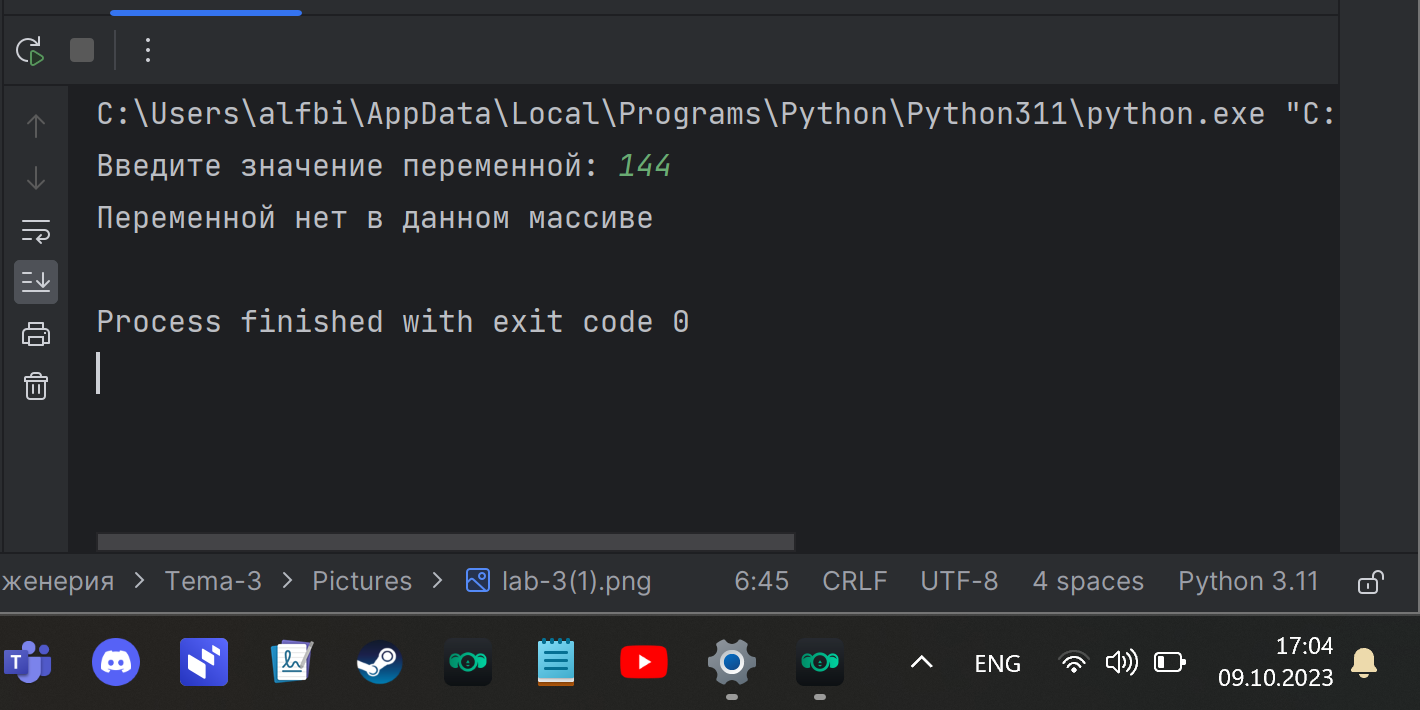 C:\Users\alfbi\AppData\Local\Programs\Python\Python311\python.exe "C:
Введите значение переменной: 144
Переменной нет в данном массиве
Process finished with exit code 0
женерия > Tema-3 > Pictures > lab-3(1).png 6:45 CRLF UTF-8 4 spaces Python 3.11
T ENG 17:04
09.10.2023